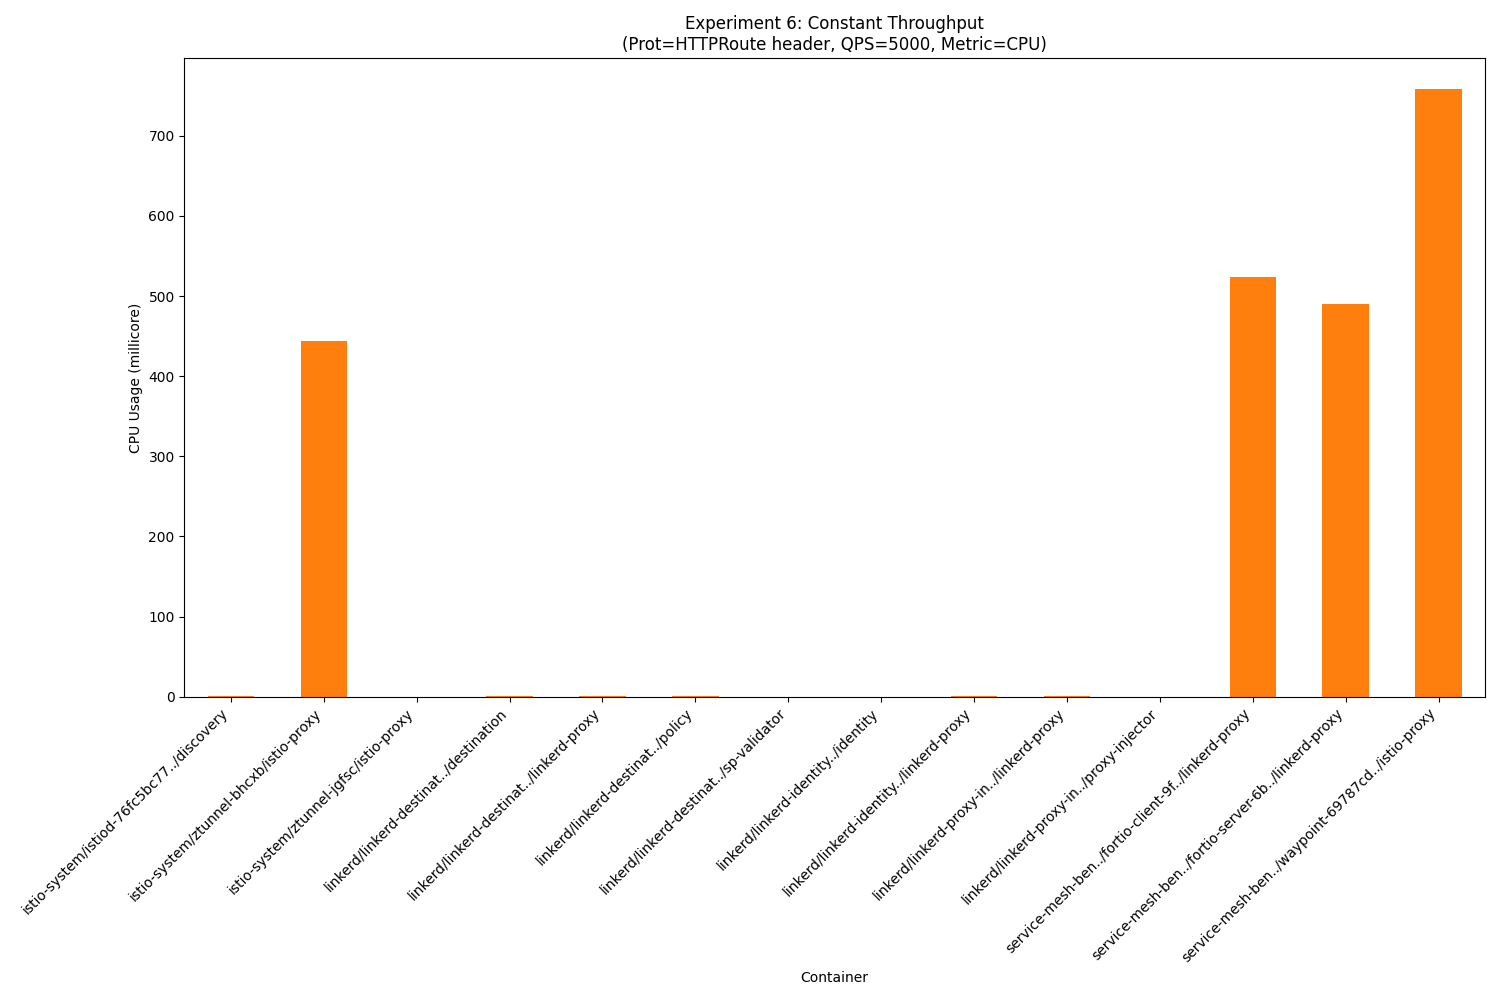 Experiment 6: Constant Throughput
(Prot=HTTPRoute header, QPS=5000, Metric=CPU)
CPU Usage (millicore)
700
600
500
400
300
200
100
0
istio-system/istiod-76fc5bc77../discovery
istio-system/ztunnel-bhcxb/istio-proxy
istio-system/ztunnel-jgfsc/istio-proxy
linkerd/linkerd-destinat../destination
linkerd/linkerd-destinat../linkerd-proxy
linkerd/linkerd-destinat../policy
linkerd/linkerd-destinat../sp-validator
linkerd/linkerd-identity../identity
linkerd/linkerd-identity../linkerd-proxy
linkerd/linkerd-proxy-in../linkerd-proxy
linkerd/linkerd-proxy-in../proxy-injector
service-mesh-ben../fortio-client-9f../linkerd-proxy
service-mesh-ben../fortio-server-6b../linkerd-proxy
service-mesh-ben../waypoint-69787cd../istio-proxy
Container